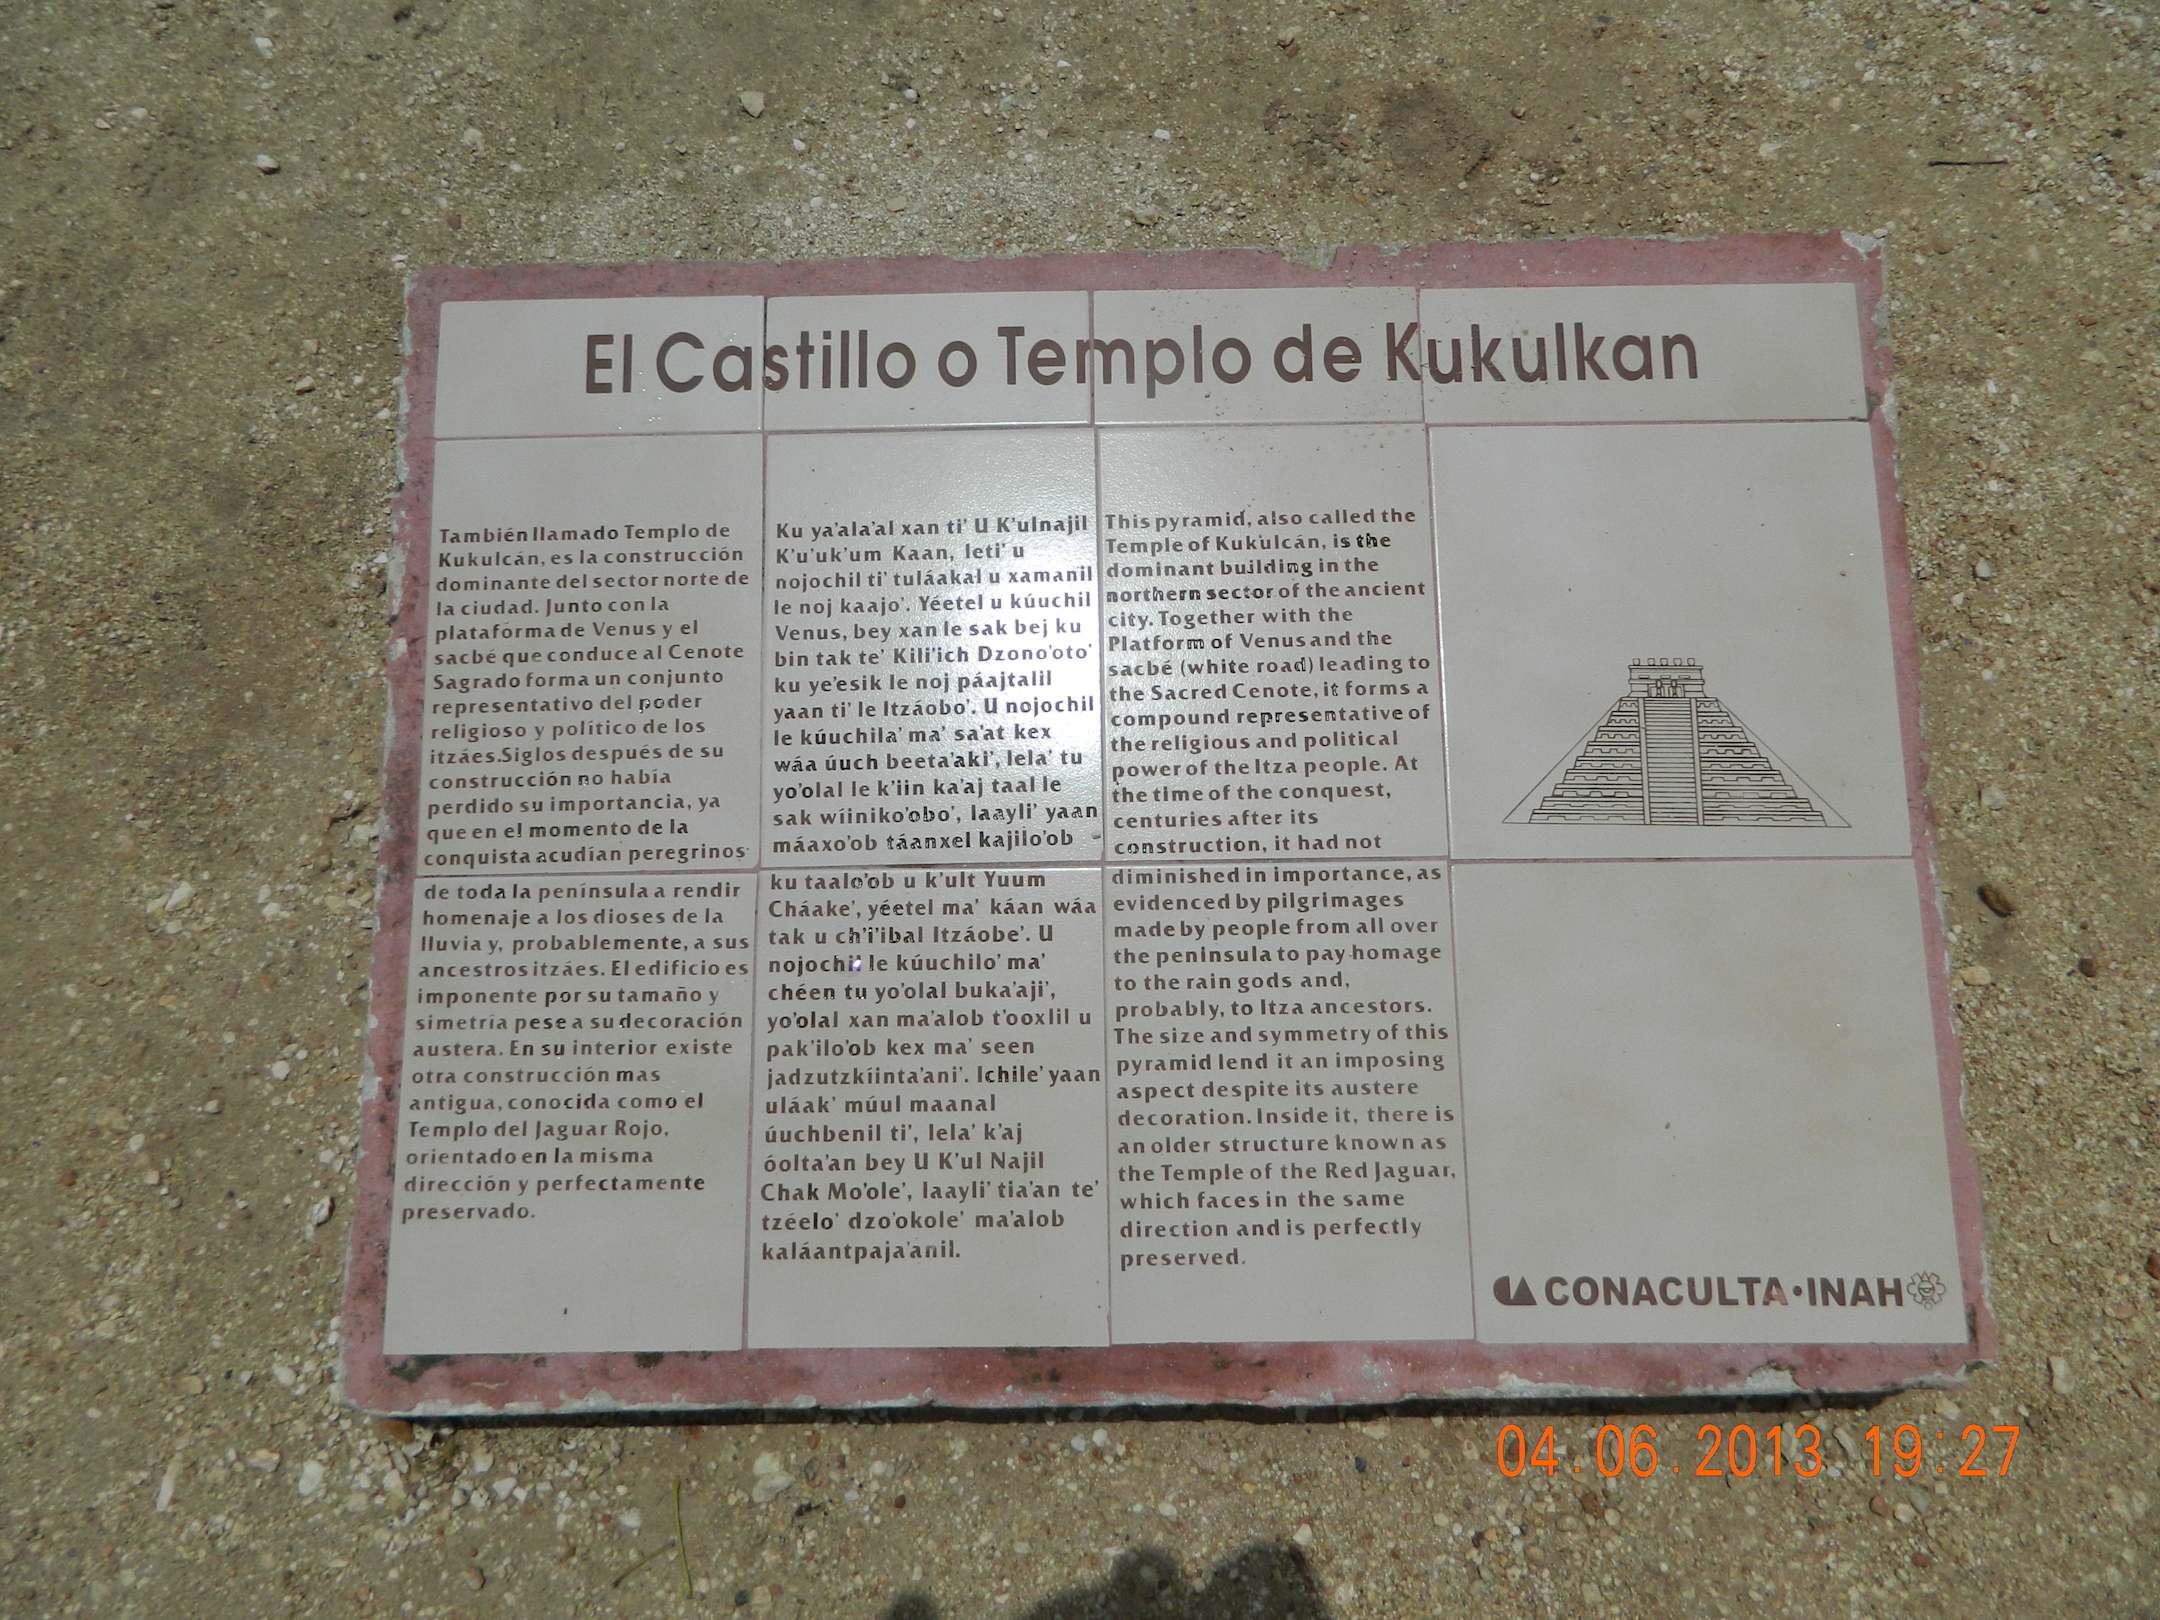 El Castillo o Templo de Kukulkan
También llamado Templo de
Kukulcán, es la construcción
dominante del sector norte de
la ciudad. Junto con la
plataforma de Venus y el
sacbé que conduce al Cenote
Sagrado forma un conjunto
representativo del poder
religioso y político de los
itzáes.Siglos después de su
construcción no había
perdido su importancia, ya
que en el momento de la
conquista acudían peregrinos
de toda la península a rendir
homenaje a los dioses de la
lluvia y, probablemente, a sus
ancestros itzáes. El edificio es
imponente por su tamaño y
simetría pese a su decoración
austera. En su interior existe
otra construcción mas
antigua, conocida como el
Templo del Jaguar Rojo,
orientado en la misma
dirección y perfectamente
preservado.
Ku ya'ala'al xan ti' U K'ulnajil
K'u'uk'um Kaan, leti' u
nojochil ti' tuláakal u xamanil
le noj kaajo'. Yéetel u kúuchil
Venus, bey xan le sak bej ku
bin tak te' Kili'ich Dzono'oto'
ku ye'esik le noj páajtalil
yaan ti' le Itzáobo'. U nojochil
le kúuchila' ma' sa'at kex
wáa úuch beeta'aki', lela' tu
yo'olal le k'iin ka'aj taal le
sak wíiniko'obo', laayli' yaan
máaxo'ob táanxel kajilo'ob -
ku taalo'ob u k'ult Yuum
Cháake', yéetel ma' káan wáa
tak u ch'i'ibal Itzáobe'. U
nojochil le kúuchilo' ma'
chéen tu yo'olal buka'aji',
yo'olal xan ma'alob t'ooxlil u
pak'ilo'ob kex ma' seen
jadzutzkíinta'ani'. Ichile' yaan
uláak' múul maanal
úuchbenil ti', lela' k'aj
óolta'an bey U K'ul Najil
Chak Mo'ole', laayli' tia'an te'
tzéelo' dzo'okole' ma'alob
kaláantpaja'anil.
This pyramid, also called the
Temple of Kukulcán, is the
dominant building in the
northern sector of the ancient
city. Together with the
Platform of Venus and the
sacbé (white road) leading to
the Sacred Cenote, it forms a
compound representative of
the religious and political
power of the Itza people. At
the time of the conquest,
centuries after its
construction, it had not
diminished in importance, as
evidenced by pilgrimages
made by people from all over
the peninsula to pay homage
to the rain gods and,
probably, to Itza ancestors.
The size and symmetry of this
pyramid lend it an imposing
aspect despite its austere
decoration. Inside it, there is
an older structure known as
the Temple of the Red Jaguar,
which faces in the same
direction and is perfectly
preserved.
CONACULTA•INAH
04.06.2013 19:27